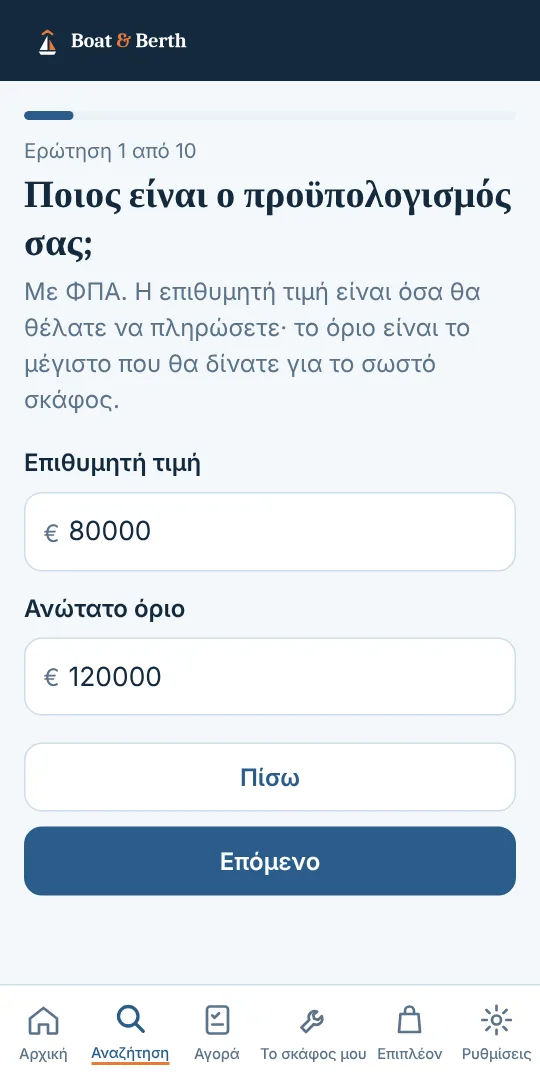 Boat & Berth
Ερώτηση 1 από 10
Ποιος είναι ο προϋπολογισμός
σας;
Με ΦΠΑ. Η επιθυμητή τιμή είναι όσα θα
θέλατε να πληρώσετε· το όριο είναι το
μέγιστο που θα δίνατε για το σωστό
σκάφος.
Επιθυμητή τιμή
€ 80000
Ανώτατο όριο
€ 120000
Πίσω
Επόμενο
Αρχική Αναζήτηση Αγορά Το σκάφος μου Επιπλέον Ρυθμίσεις